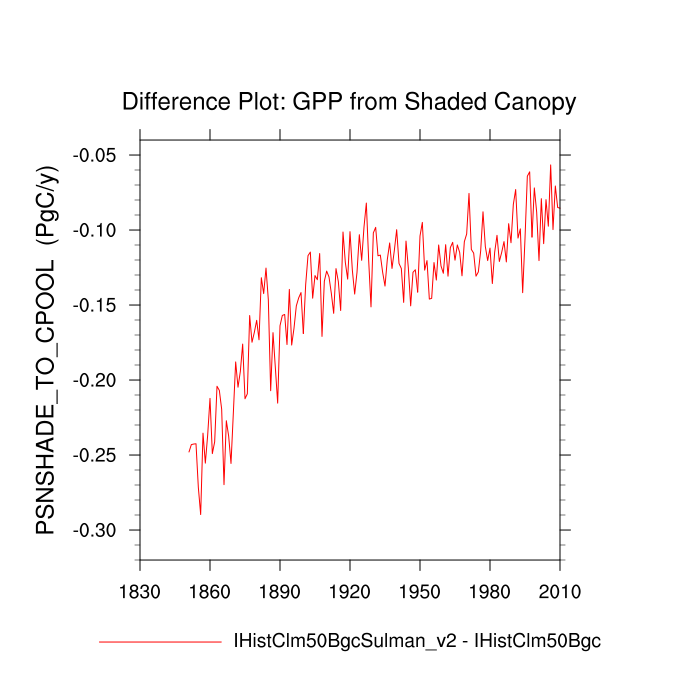 Difference Plot: GPP from Shaded Canopy
PSNSHADE_TO_CPOOL (PgC/y)
-0.05
-0.10
-0.15
-0.20
-0.25
-0.30
1830 1860 1890 1920 1950 1980 2010
IHistClm50BgcSulman_v2 - IHistClm50Bgc